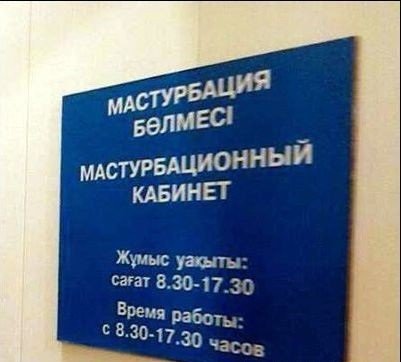 МАСТУРБАЦИЯ
БӨЛМЕСІ
МАСТУРБАЦИОННЫЙ
КАБИНЕТ
Жұмыс уақыты:
сағат 8.30-17.30
Время работы:
с 8.30-17.30 часов